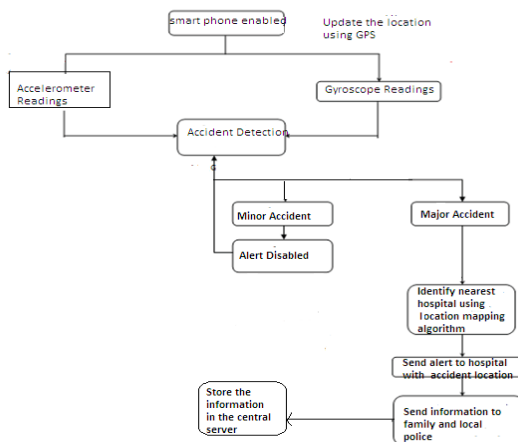 smart phone enabled
Update the location
using GPS
Accelerometer
Readings
Gyroscope Readings
Accident Detection
G
Minor Accident
Major Accident
Alert Disabled
Identify nearest
hospital using
location mapping
algorithm
Send alert to hospital
with accident location
Store the
information
in the central
server
Send information to
family and local
police